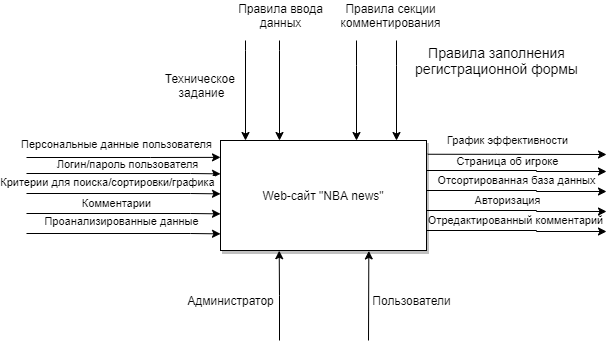 Правила ввода
данных
Правила секции
комментирования
Правила заполнения
регистрационной формы
Техническое
задание
Персональные данные пользователя
Логин/пароль пользователя
Критерии для поиска/сортировки/графика
Комментарии
Проанализированные данные
Web-сайт "NBA news"
График эффективности
Страница об игроке
Отсортированная база данных
Авторизация
Отредактированный комментарий
Администратор
Пользователи